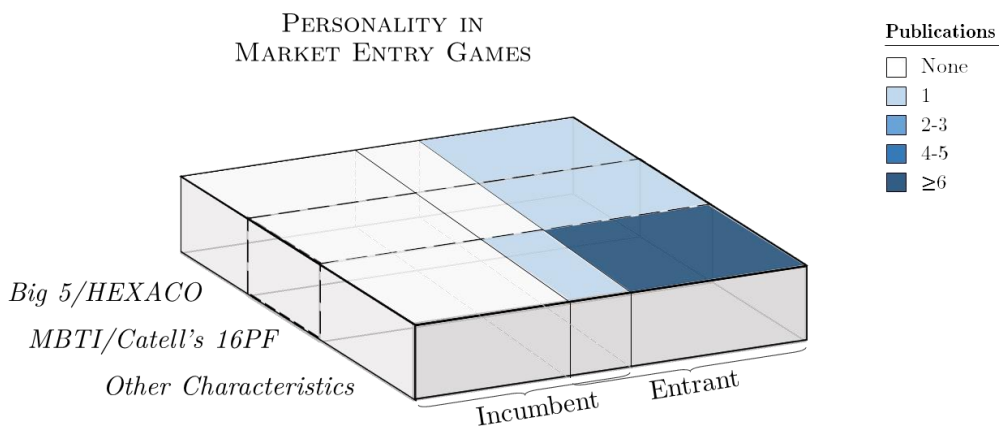 Personality in
Market Entry Games
Publications
None
1
2-3
4-5
≥6
Big 5/HEXACO
MBTI/Catell's 16PF
Other Characteristics
Incumbent
Entrant